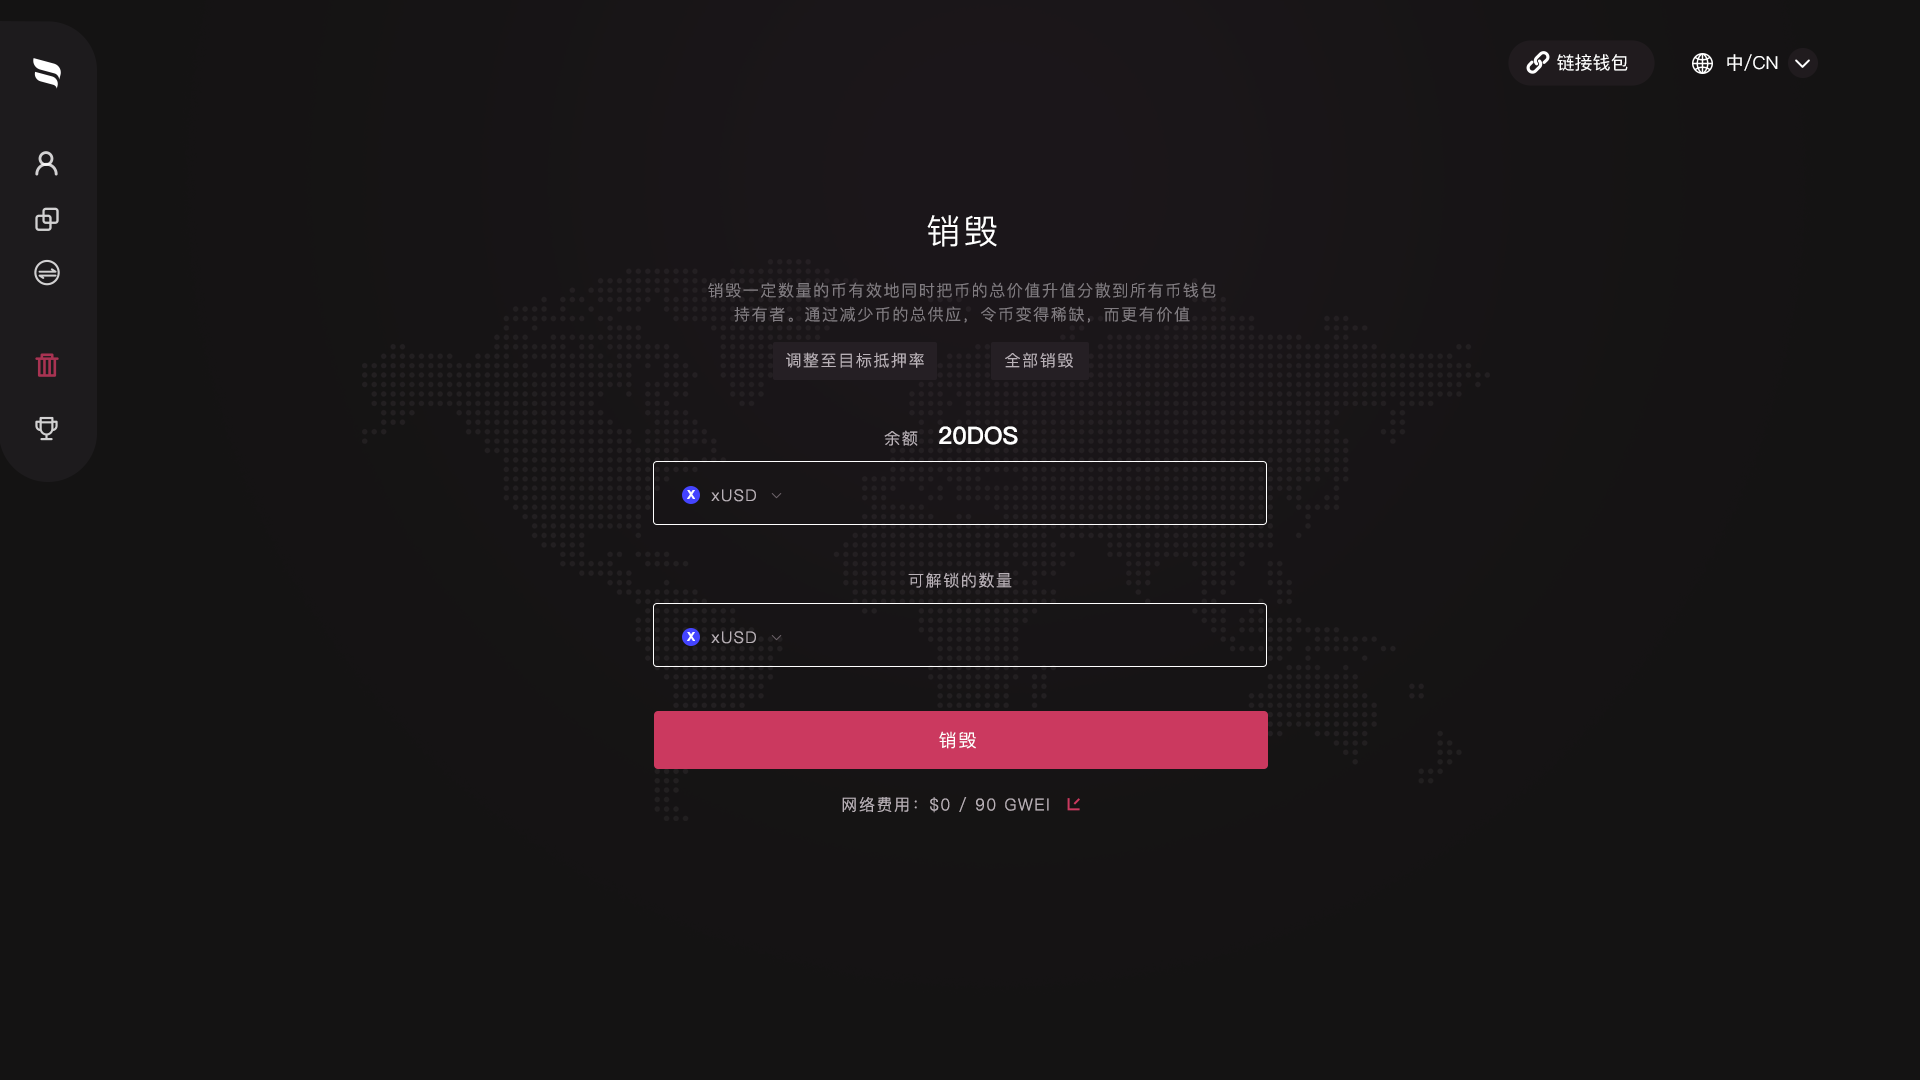 链接钱包
中/CN
销毁
销毁一定数量的币有效地同时把币的总价值升值分散到所有币钱包
持有者。通过减少币的总供应，令币变得稀缺，而更有价值
调整至目标抵押率
全部销毁
余额 20DOS
X xUSD
可解锁的数量
X xUSD
销毁
网络费用：$0 / 90 GWEI